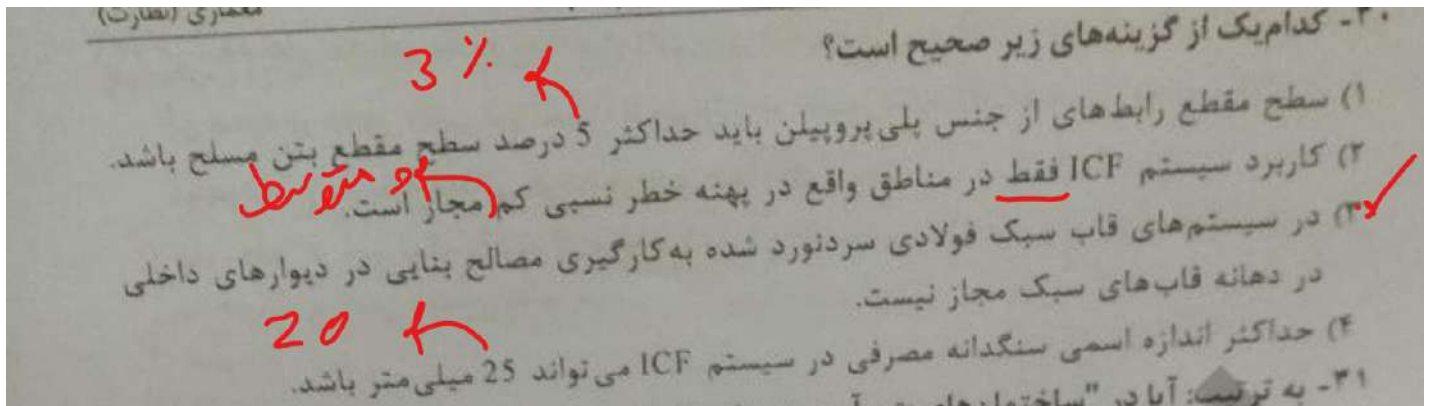 معماری (نظارت)
۳۰- کدام‌یک از گزینه‌های زیر صحیح است؟
3 %
۱) سطح مقطع رابط‌های از جنس پلی‌پروپیلن باید حداکثر 5 درصد سطح مقطع بتن مسلح باشد.
۲) کاربرد سیستم ICF فقط در مناطق واقع در پهنه خطر نسبی کم مجاز است.
و متوسط
۳) در سیستم‌های قاب سبک فولادی سردنورد شده به‌کارگیری مصالح بنایی در دیوارهای داخلی
در دهانه قاب‌های سبک مجاز نیست.
20
۴) حداکثر اندازه اسمی سنگدانه مصرفی در سیستم ICF می‌تواند 25 میلی‌متر باشد.
۳۱- به ترتیب: آیا در "ساختمانهای